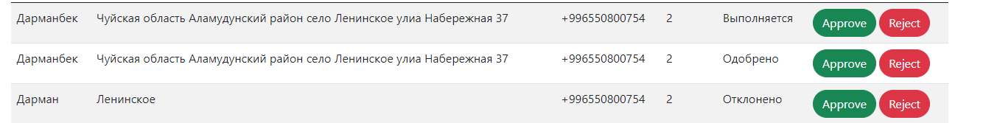 Дарманбек Чуйская область Аламудунский район село Ленинское улиа Набережная 37 +996550800754 2 Выполняется Approve Reject
Дарманбек Чуйская область Аламудунский район село Ленинское улиа Набережная 37 +996550800754 2 Одобрено Approve Reject
Дарман Ленинское +996550800754 2 Отклонено Approve Reject